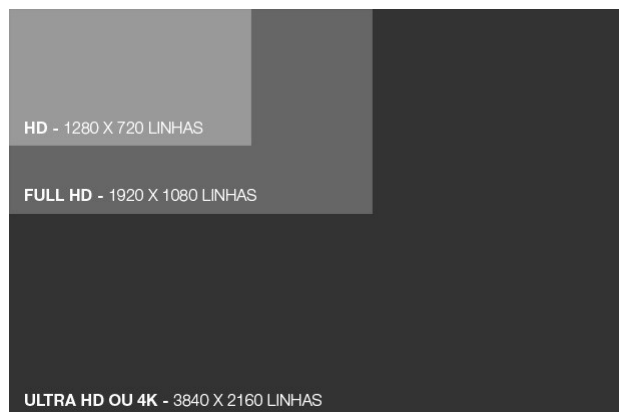 HD - 1280 X 720 LINHAS
FULL HD - 1920 X 1080 LINHAS
ULTRA HD OU 4K - 3840 X 2160 LINHAS